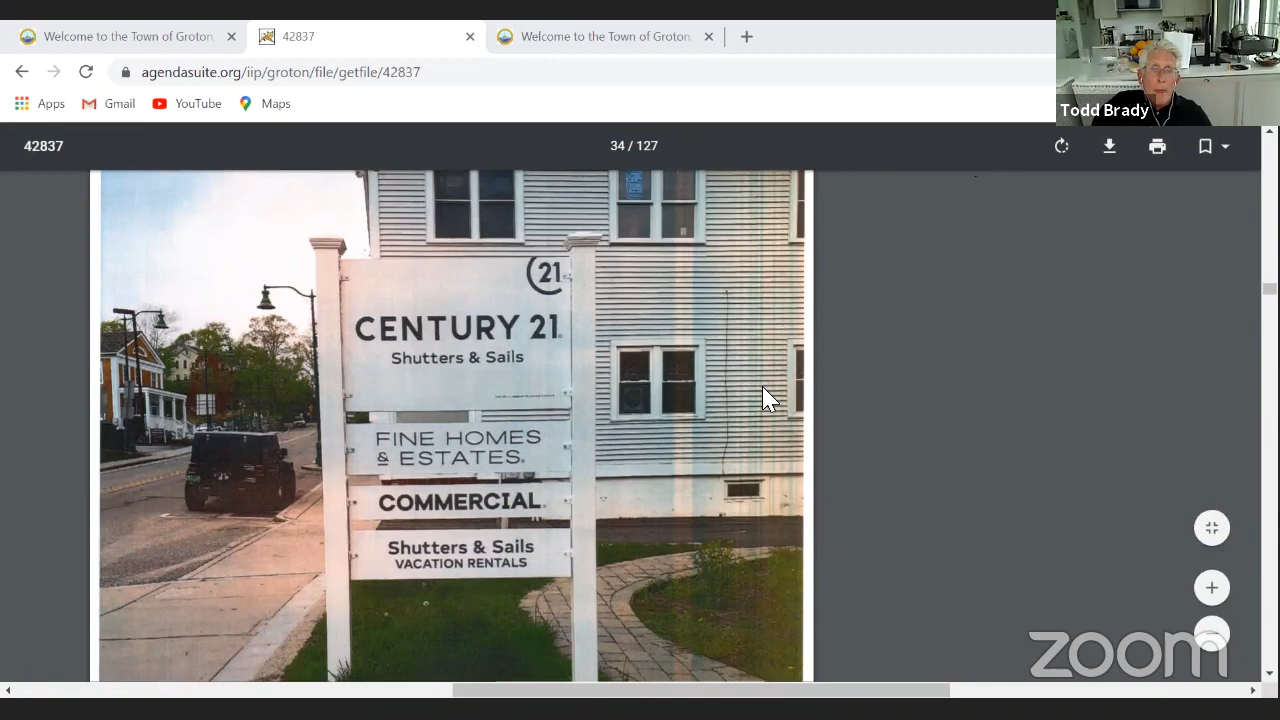 Welcome to the Town of Groton,
42837
Welcome to the Town of Groton,
agendasuite.org/iip/groton/file/getfile/42837
Apps
Gmail
YouTube
Maps
Todd Brady
42837
34 / 127
21
CENTURY 21
Shutters & Sails
FINE HOMES
& ESTATES.
COMMERCIAL
Shutters & Sails
VACATION RENTALS
zoom